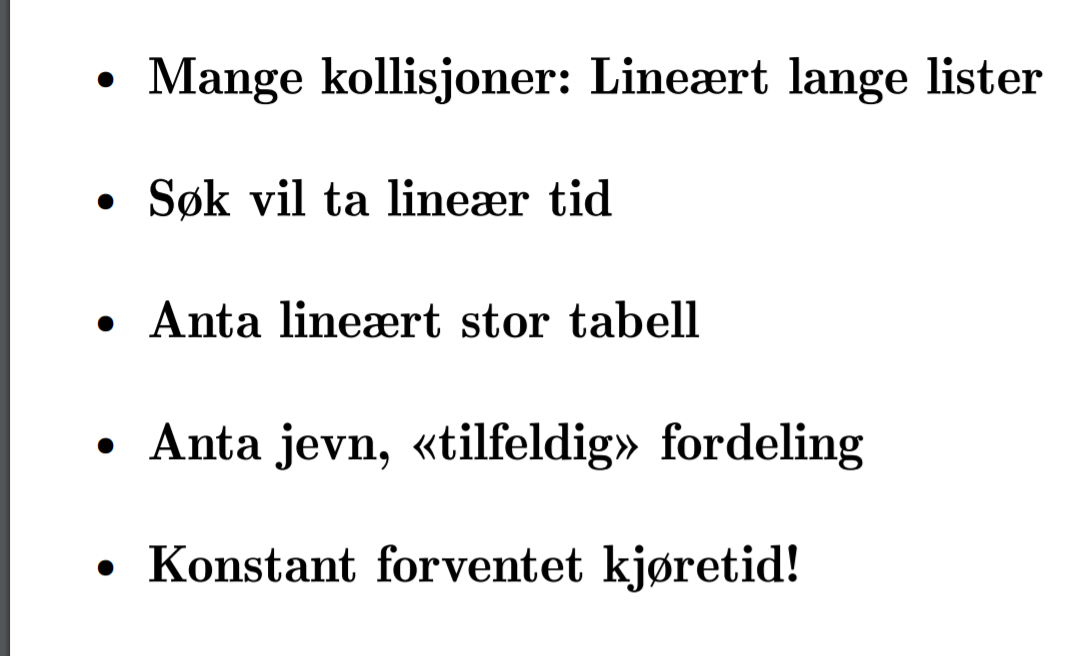 • Mange kollisjoner: Lineært lange lister
• Søk vil ta lineær tid
• Anta lineært stor tabell
• Anta jevn, «tilfeldig» fordeling
• Konstant forventet kjøretid!